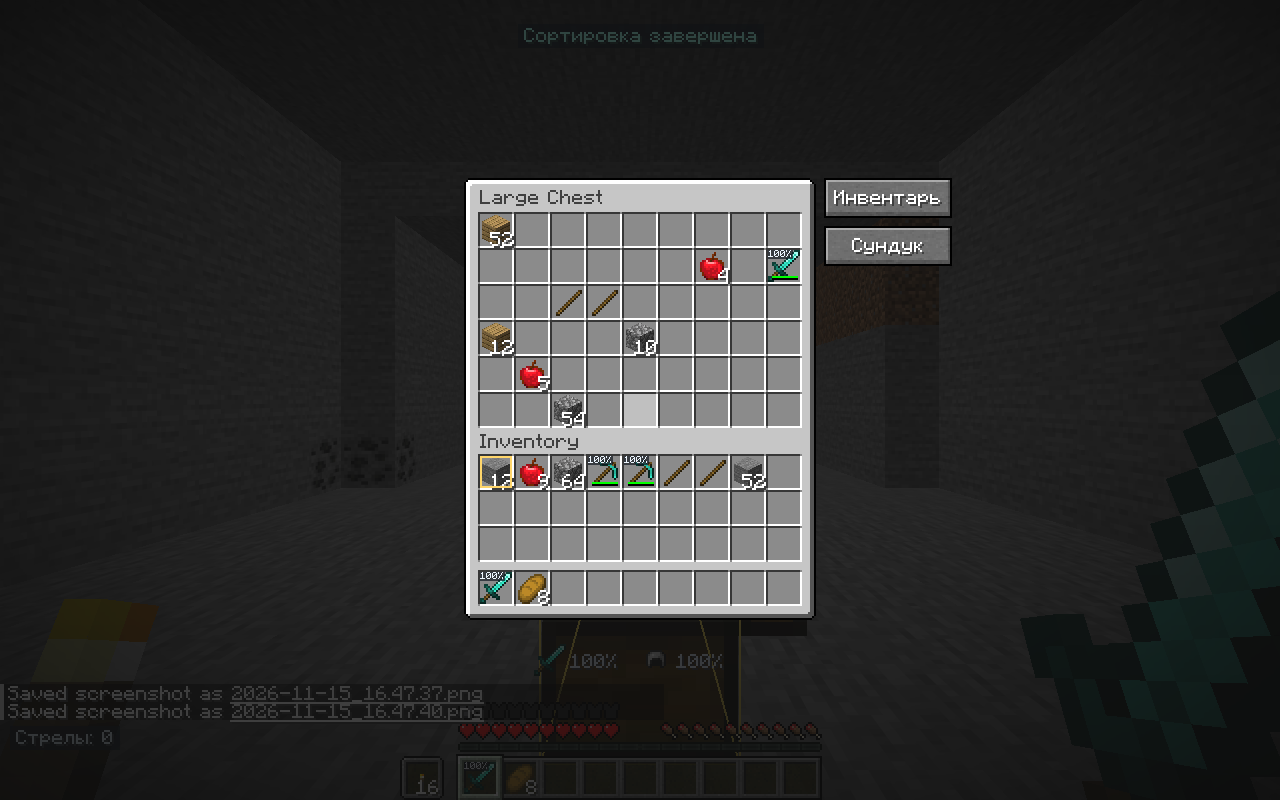 Сортировка завершена
Large Chest
Инвентарь
52
Сундук
4 100%
12 10
5
54
Inventory
12 9 64 100% 100% 52
100% 8
100% 100%
Saved screenshot as 2026-11-15_16.47.37.png
Saved screenshot as 2026-11-15_16.47.40.png
Стрелы: 0
16 100% 8